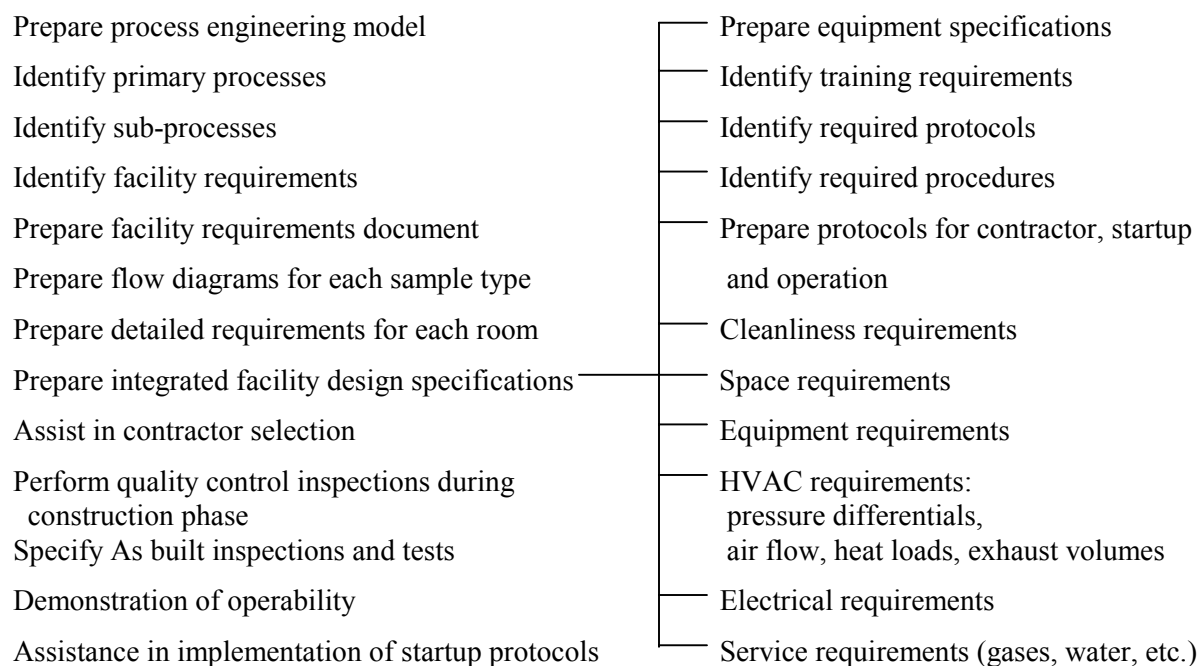 Prepare process engineering model
Identify primary processes
Identify sub-processes
Identify facility requirements
Prepare facility requirements document
Prepare flow diagrams for each sample type
Prepare detailed requirements for each room
Prepare integrated facility design specifications
Assist in contractor selection
Perform quality control inspections during
construction phase
Specify As built inspections and tests
Demonstration of operability
Assistance in implementation of startup protocols
Prepare equipment specifications
Identify training requirements
Identify required protocols
Identify required procedures
Prepare protocols for contractor, startup
and operation
Cleanliness requirements
Space requirements
Equipment requirements
HVAC requirements:
pressure differentials,
air flow, heat loads, exhaust volumes
Electrical requirements
Service requirements (gases, water, etc.)